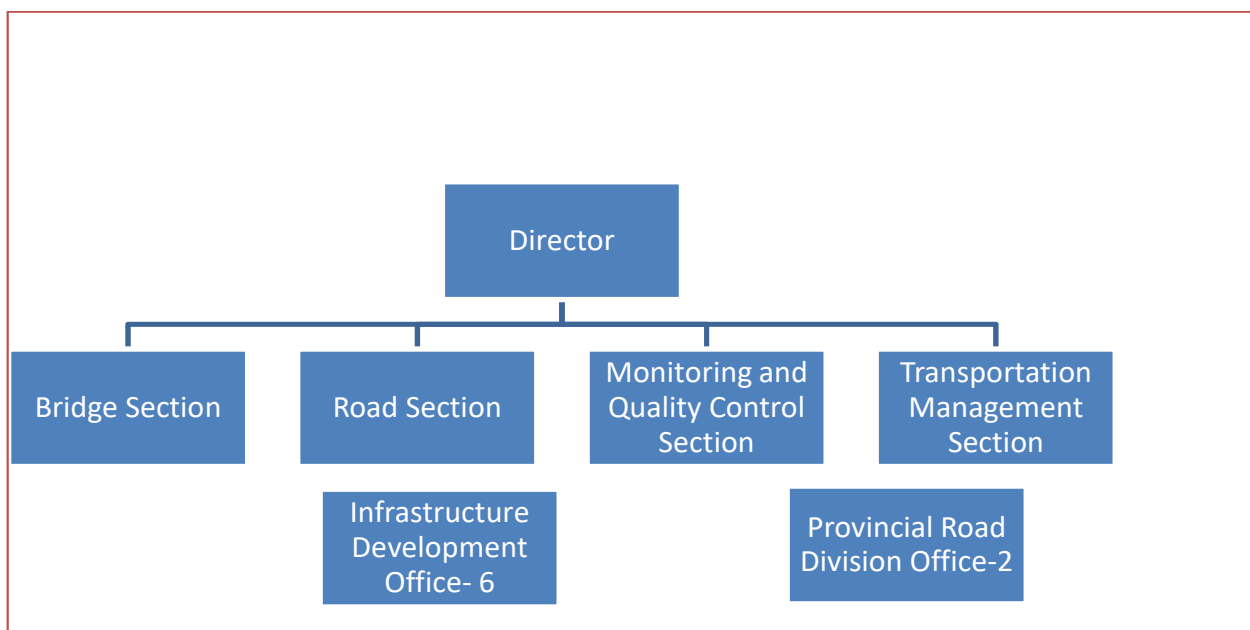 Director
Bridge Section
Road Section
Monitoring and
Quality Control
Section
Transportation
Management
Section
Infrastructure
Development
Office- 6
Provincial Road
Division Office-2